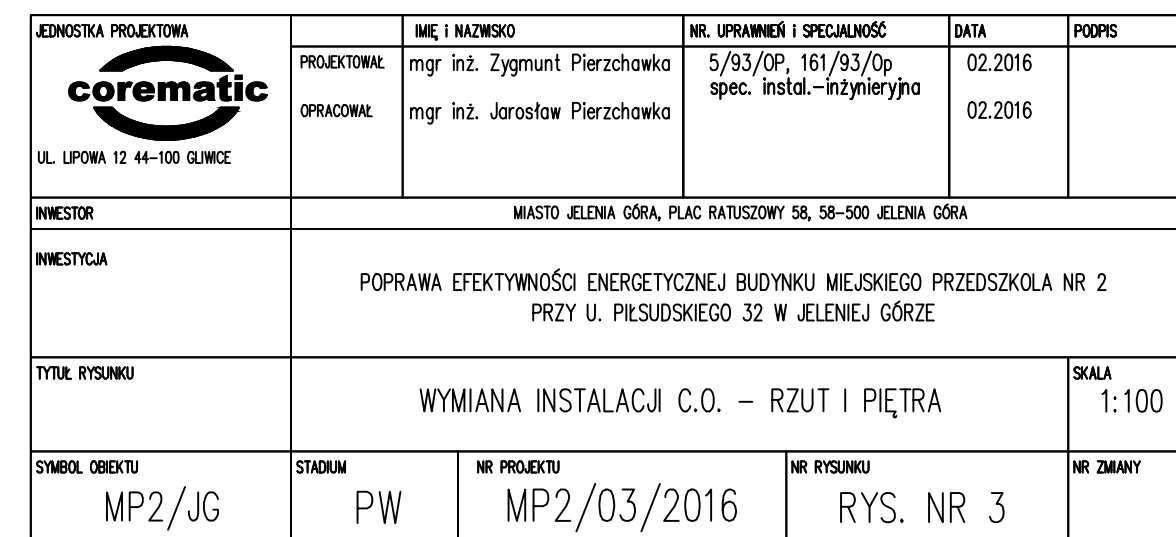 JEDNOSTKA PROJEKTOWA
corematic
UL. LIPOWA 12 44-100 GLIWICE
IMIĘ i NAZWISKO
NR. UPRAWNIEŃ i SPECJALNOŚĆ
DATA
PODPIS
PROJEKTOWAŁ
mgr inż. Zygmunt Pierzchawka
5/93/OP, 161/93/Op
spec. instal.-inżynieryjna
02.2016
OPRACOWAŁ
mgr inż. Jarosław Pierzchawka
02.2016
INWESTOR
MIASTO JELENIA GÓRA, PLAC RATUSZOWY 58, 58-500 JELENIA GÓRA
INWESTYCJA
POPRAWA EFEKTYWNOŚCI ENERGETYCZNEJ BUDYNKU MIEJSKIEGO PRZEDSZKOLA NR 2
PRZY U. PIŁSUDSKIEGO 32 W JELENIEJ GÓRZE
TYTUŁ RYSUNKU
WYMIANA INSTALACJI C.O. - RZUT I PIĘTRA
SKALA
1:100
SYMBOL OBIEKTU
MP2/JG
STADIUM
PW
NR PROJEKTU
MP2/03/2016
NR RYSUNKU
RYS. NR 3
NR ZMIANY